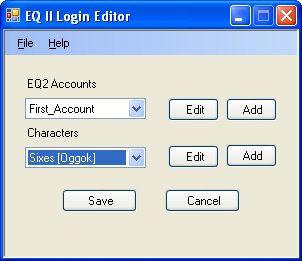 EQ II Login Editor
File Help
EQ2 Accounts
First_Account Edit Add
Characters
Sixes [Oggok] Edit Add
Save Cancel